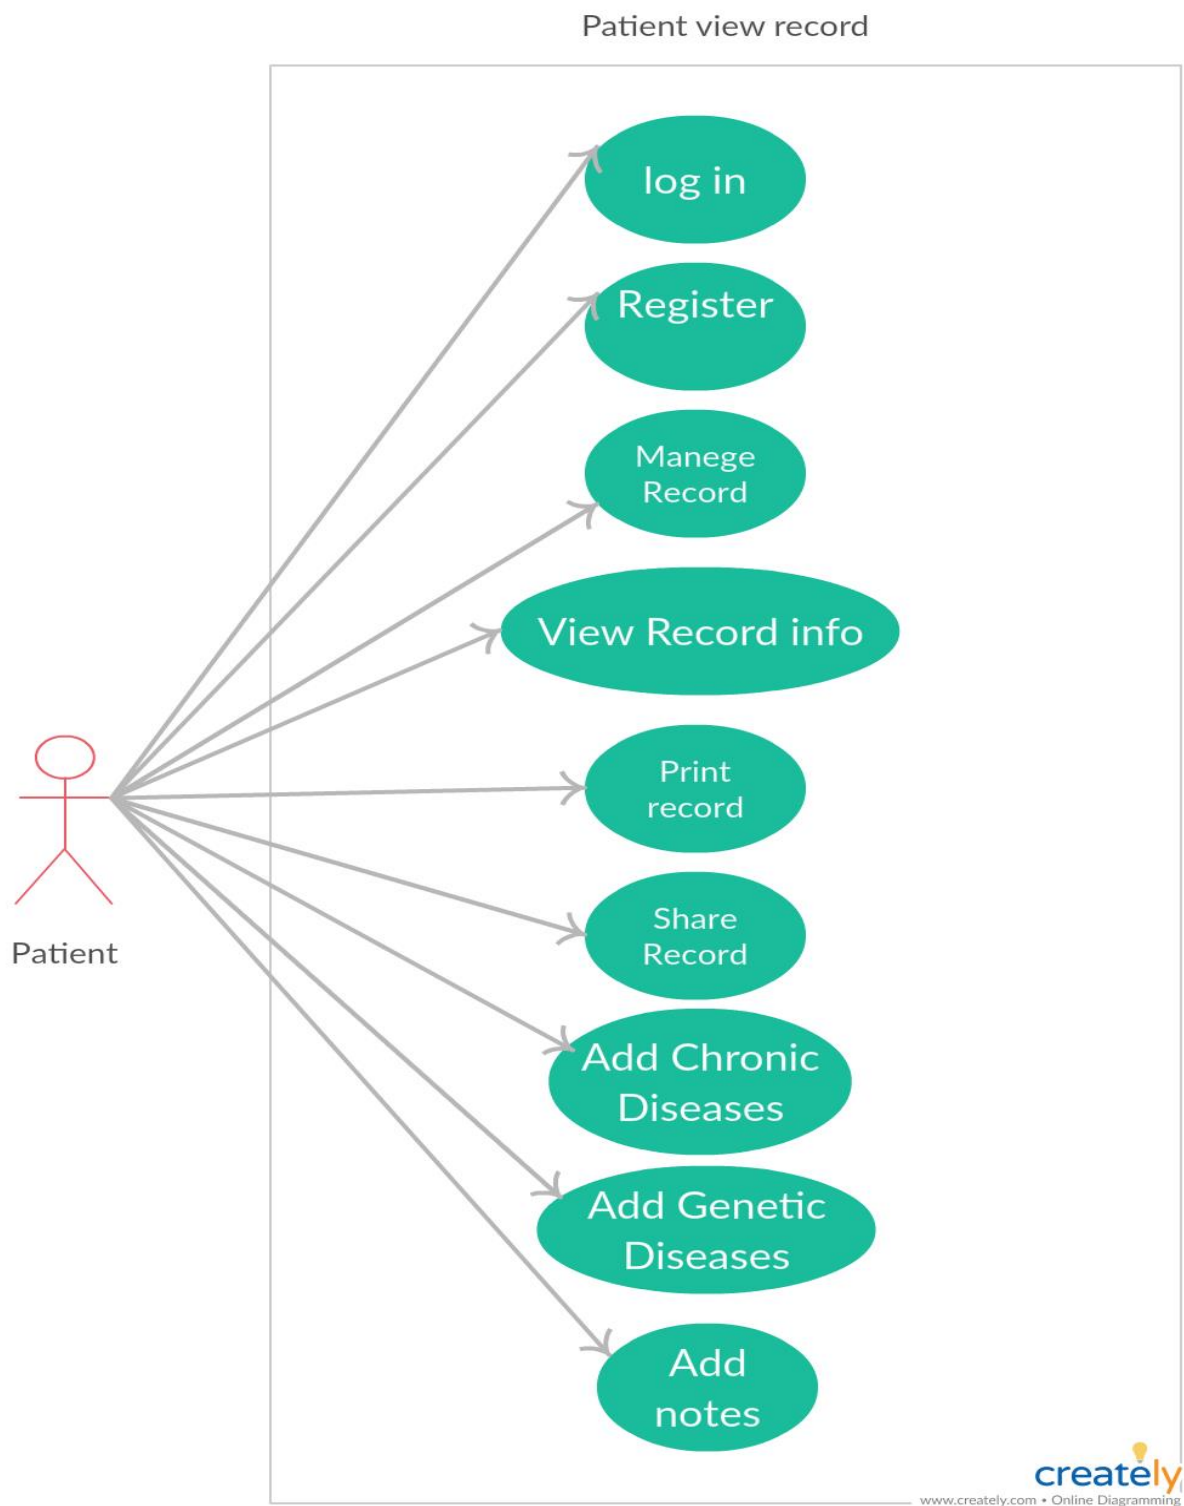 Patient view record
log in
Register
Manege
Record
View Record info
Print
record
Share
Record
Patient
Add Chronic
Diseases
Add Genetic
Diseases
Add
notes
creately
www.creately.com • Online Diagramming